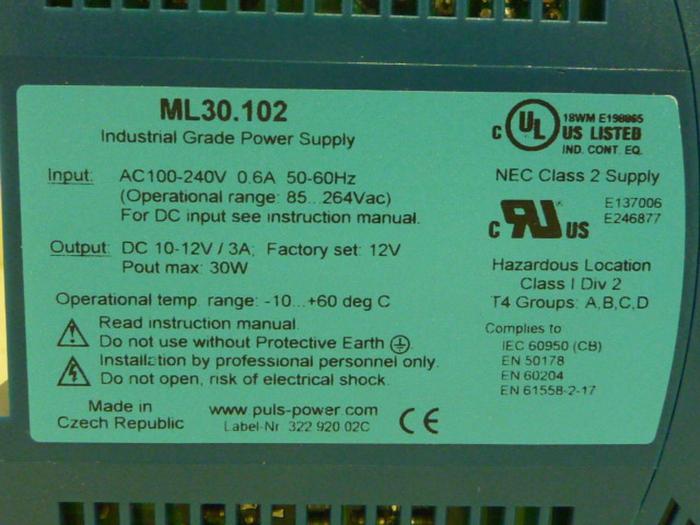 ML30.102
Industrial Grade Power Supply
Input: AC100-240V 0.6A 50-60Hz
(Operational range: 85...264Vac)
For DC input see instruction manual.
Output: DC 10-12V / 3A; Factory set: 12V
Pout max: 30W
Operational temp. range: -10...+60 deg C
Read instruction manual.
Do not use without Protective Earth
Installation by professional personnel only.
Do not open, risk of electrical shock.
Made in
Czech Republic
www.puls-power.com
Label-Nr. 322 920 02C
CE
18WM E198865
c UL US LISTED
IND. CONT. EQ.
NEC Class 2 Supply
E137006
E246877
c RU US
Hazardous Location
Class I Div 2
T4 Groups: A,B,C,D
Complies to
IEC 60950 (CB)
EN 50178
EN 60204
EN 61558-2-17